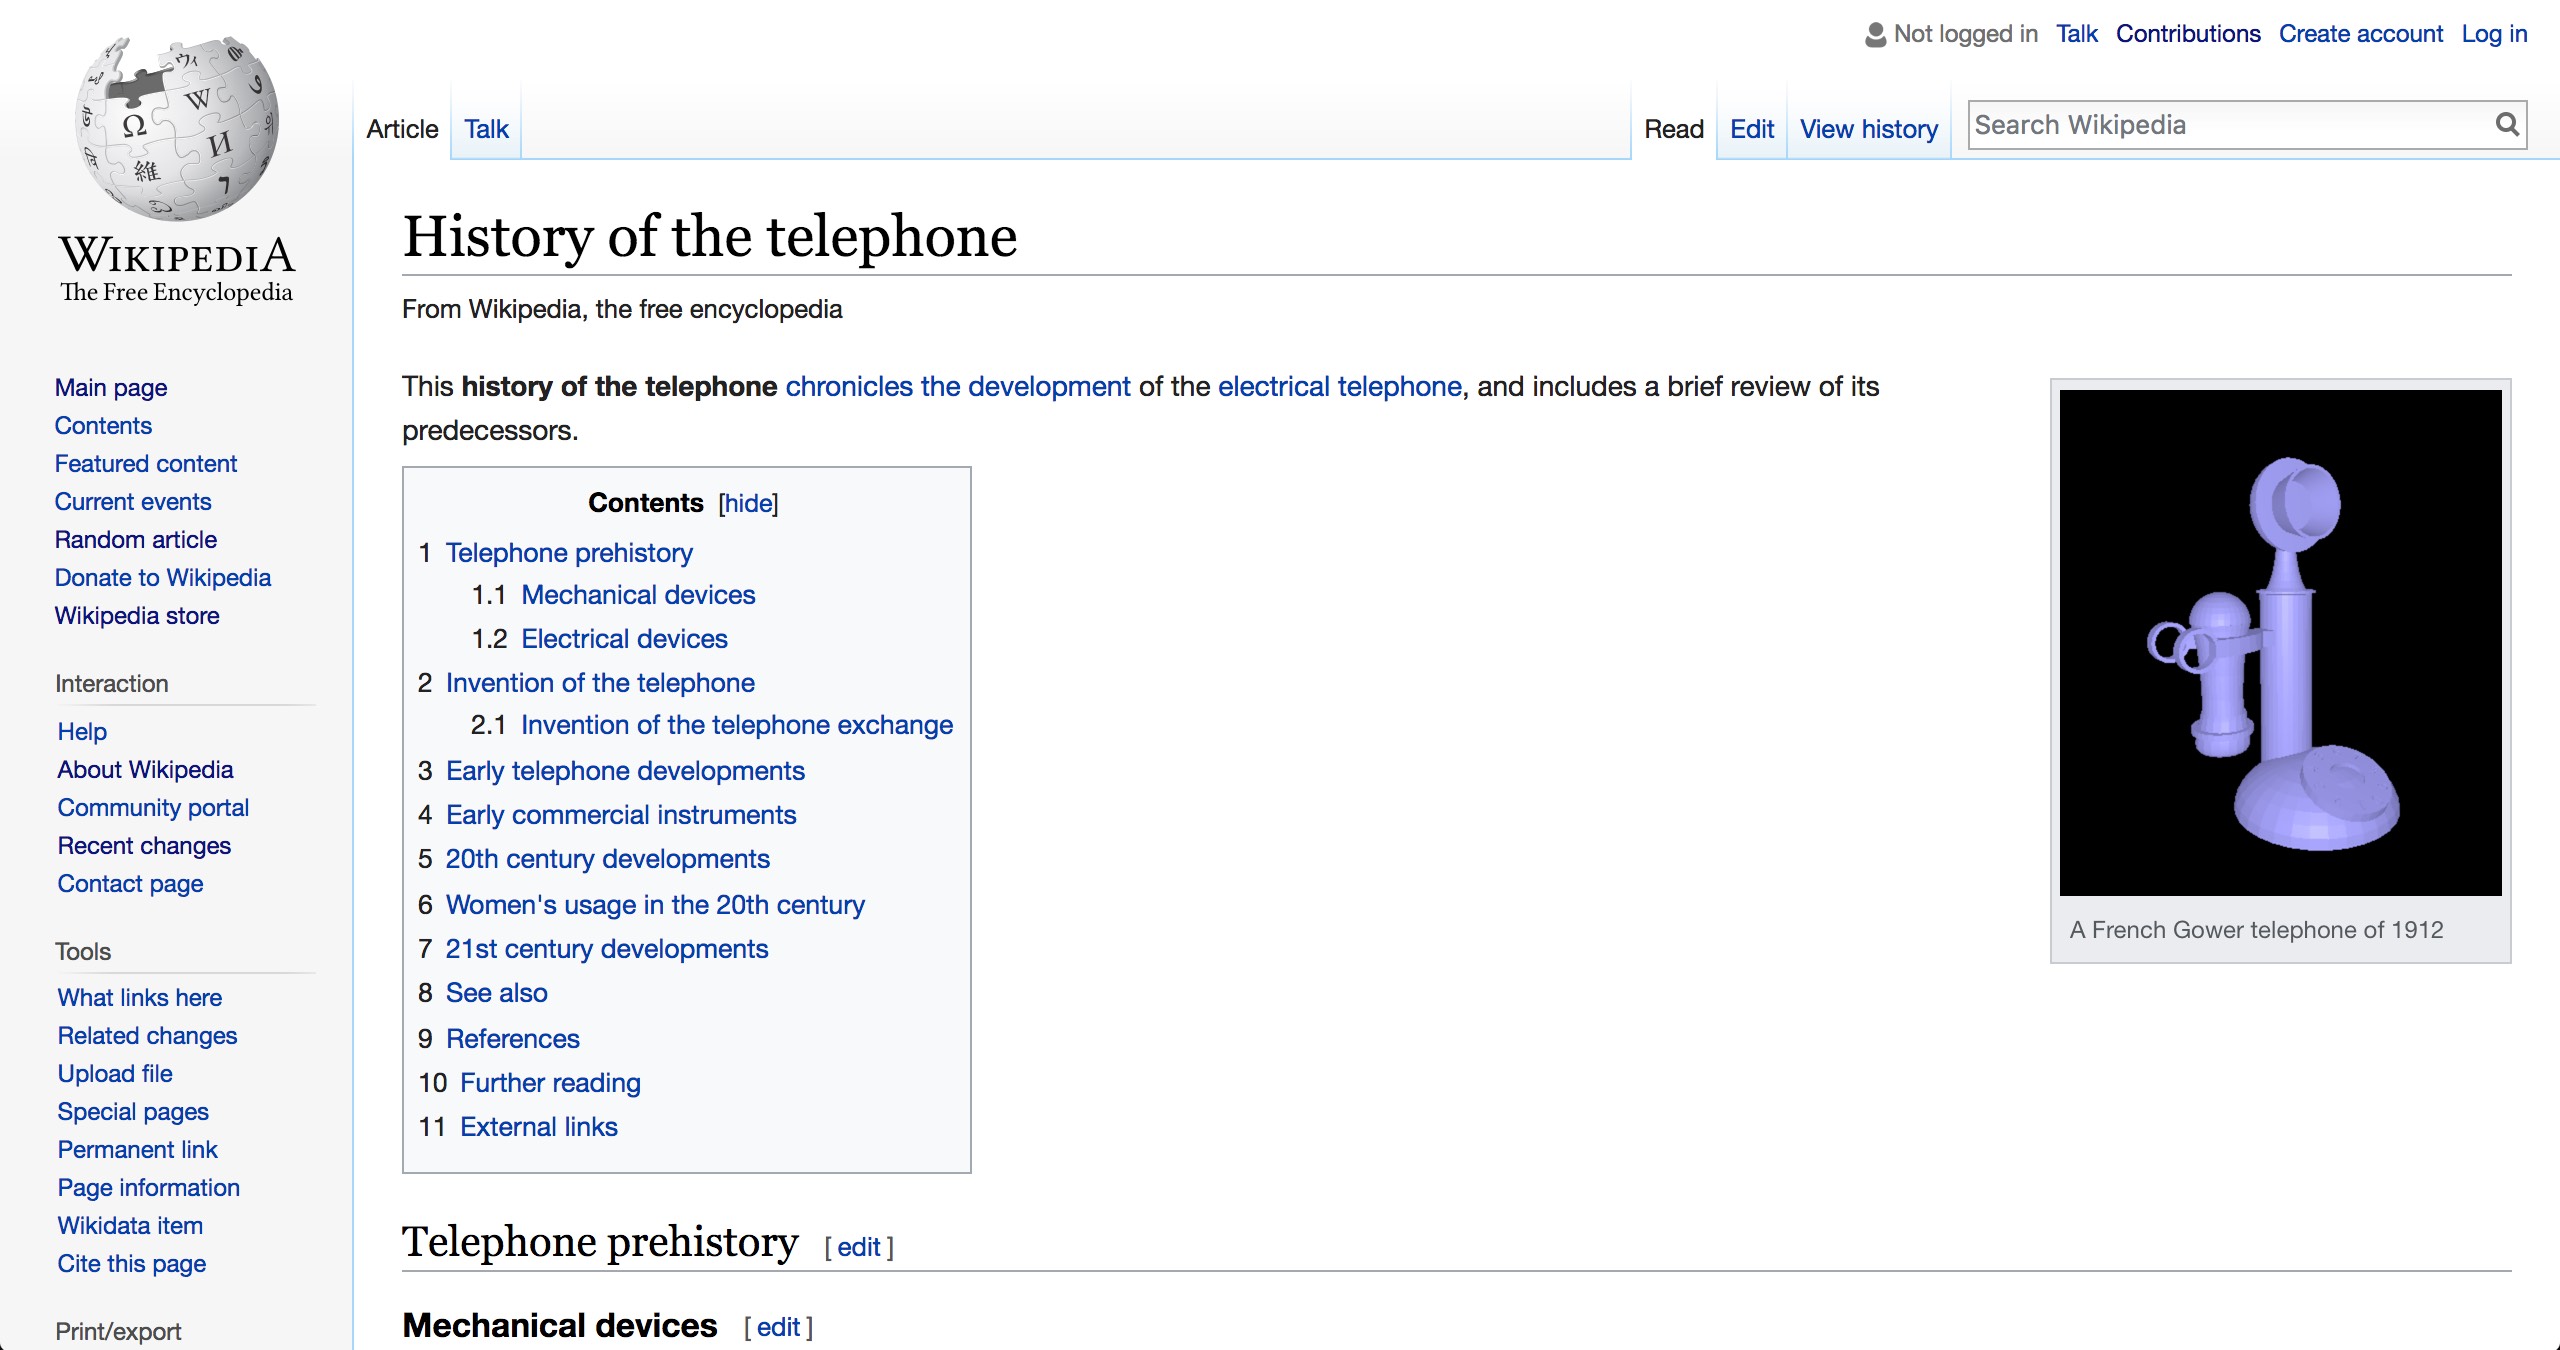 Not logged in Talk Contributions Create account Log in
Article Talk Read Edit View history Search Wikipedia
WIKIPEDIA
The Free Encyclopedia
Main page
Contents
Featured content
Current events
Random article
Donate to Wikipedia
Wikipedia store
Interaction
Help
About Wikipedia
Community portal
Recent changes
Contact page
Tools
What links here
Related changes
Upload file
Special pages
Permanent link
Page information
Wikidata item
Cite this page
Print/export
History of the telephone
From Wikipedia, the free encyclopedia
This history of the telephone chronicles the development of the electrical telephone, and includes a brief review of its
predecessors.
Contents [hide]
1 Telephone prehistory
1.1 Mechanical devices
1.2 Electrical devices
2 Invention of the telephone
2.1 Invention of the telephone exchange
3 Early telephone developments
4 Early commercial instruments
5 20th century developments
6 Women's usage in the 20th century
7 21st century developments
8 See also
9 References
10 Further reading
11 External links
A French Gower telephone of 1912
Telephone prehistory [ edit ]
Mechanical devices [ edit ]